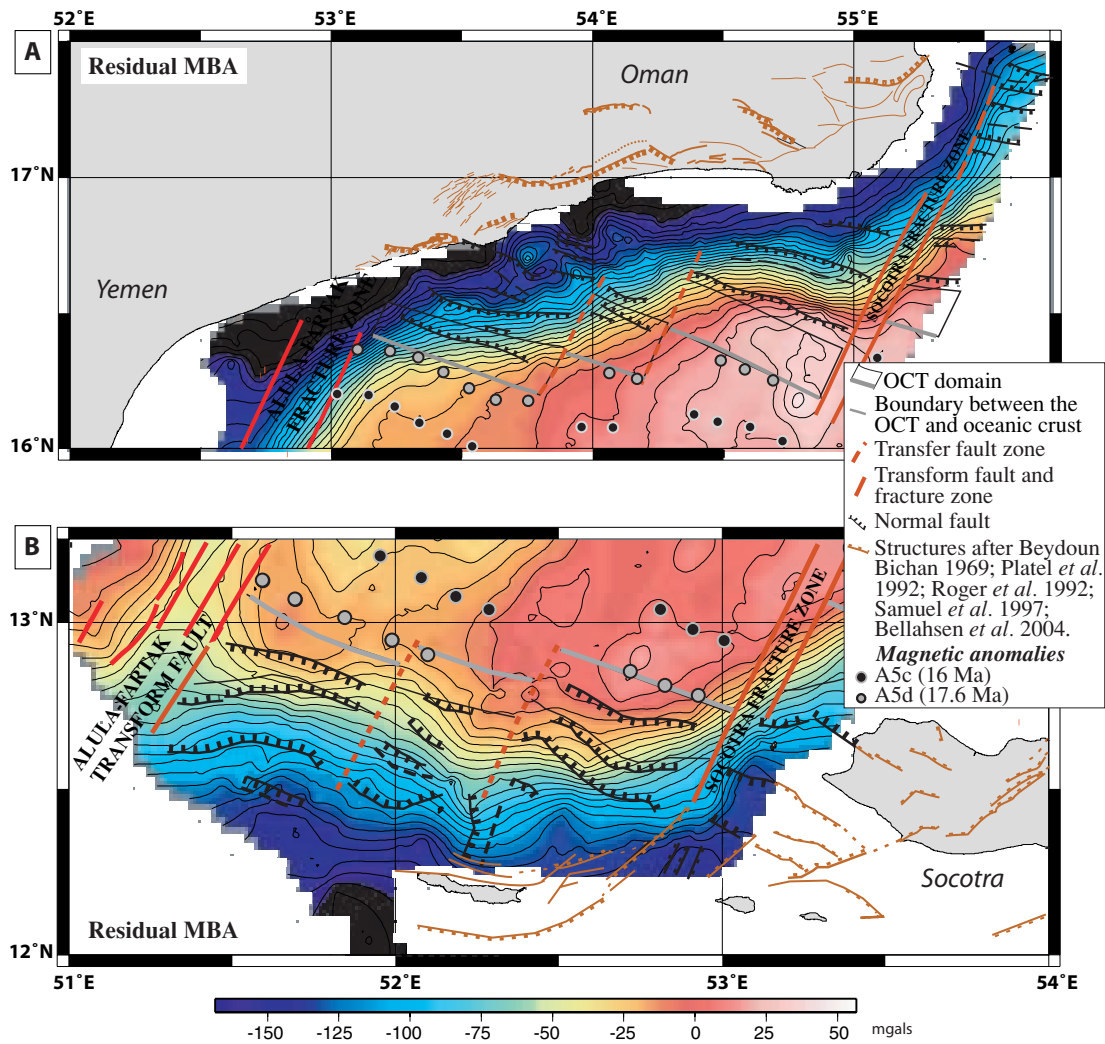 52°E
53°E
54°E
55°E
A
Residual MBA
Oman
Yemen
17°N
16°N
ALULA-FARTAK
FRACTURE ZONE
SOCOTRA FRACTURE ZONE
SOCOTRA FRACTURE ZONE
OCT domain
Boundary between the
OCT and oceanic crust
Transfer fault zone
Transform fault and
fracture zone
Normal fault
Structures after Beydoun
Bichan 1969; Platel et al.
1992; Roger et al. 1992;
Samuel et al. 1997;
Bellahsen et al. 2004.
Magnetic anomalies
A5c (16 Ma)
A5d (17.6 Ma)
B
13°N
12°N
ALULA-FARTAK
TRANSFORM FAULT
SOCOTRA FRACTURE ZONE
Socotra
Residual MBA
51°E
52°E
53°E
54°E
-150
-125
-100
-75
-50
-25
0
25
50
mgals